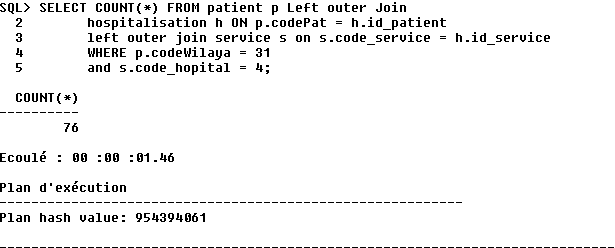 SQL> SELECT COUNT(*) FROM patient p Left outer Join
2 hospitalisation h ON p.codePat = h.id_patient
3 left outer join service s on s.code_service = h.id_service
4 WHERE p.codeWilaya = 31
5 and s.code_hopital = 4;
COUNT(*)
----------
76
Ecoulé : 00 :00 :01.46
Plan d'exécution
----------------------------------------------------------
Plan hash value: 954394061
--------------------------------------------------------------------------------